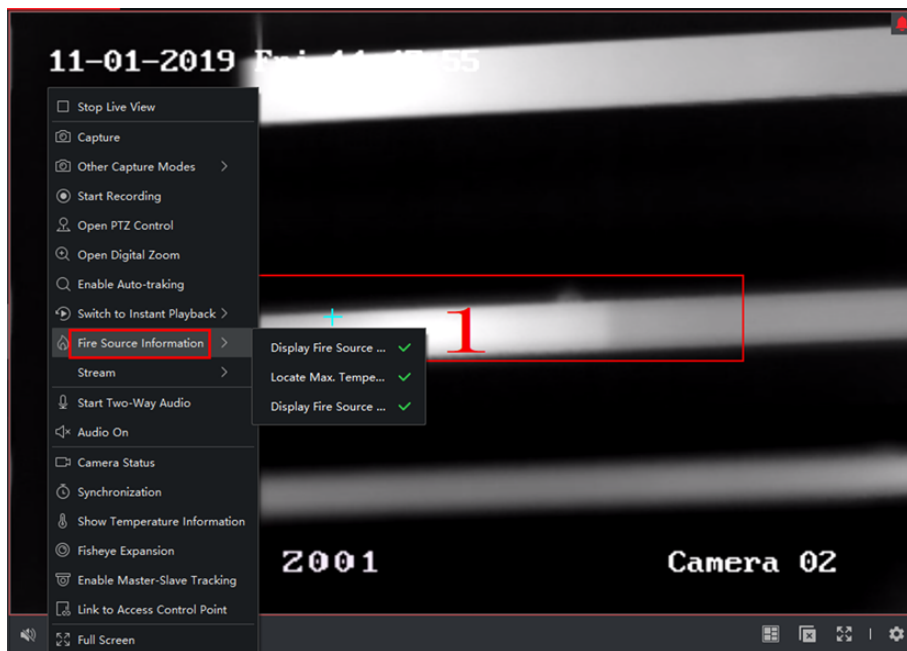 11-01-2019 Fri 55
Stop Live View
Capture
Other Capture Modes
Start Recording
Open PTZ Control
Open Digital Zoom
Enable Auto-traking
Switch to Instant Playback
1
Fire Source Information
Display Fire Source ...
Stream
Locate Max. Tempe...
Start Two-Way Audio
Display Fire Source ...
Audio On
Camera Status
Synchronization
Show Temperature Information
Fisheye Expansion
Z001
Camera 02
Enable Master-Slave Tracking
Link to Access Control Point
Full Screen